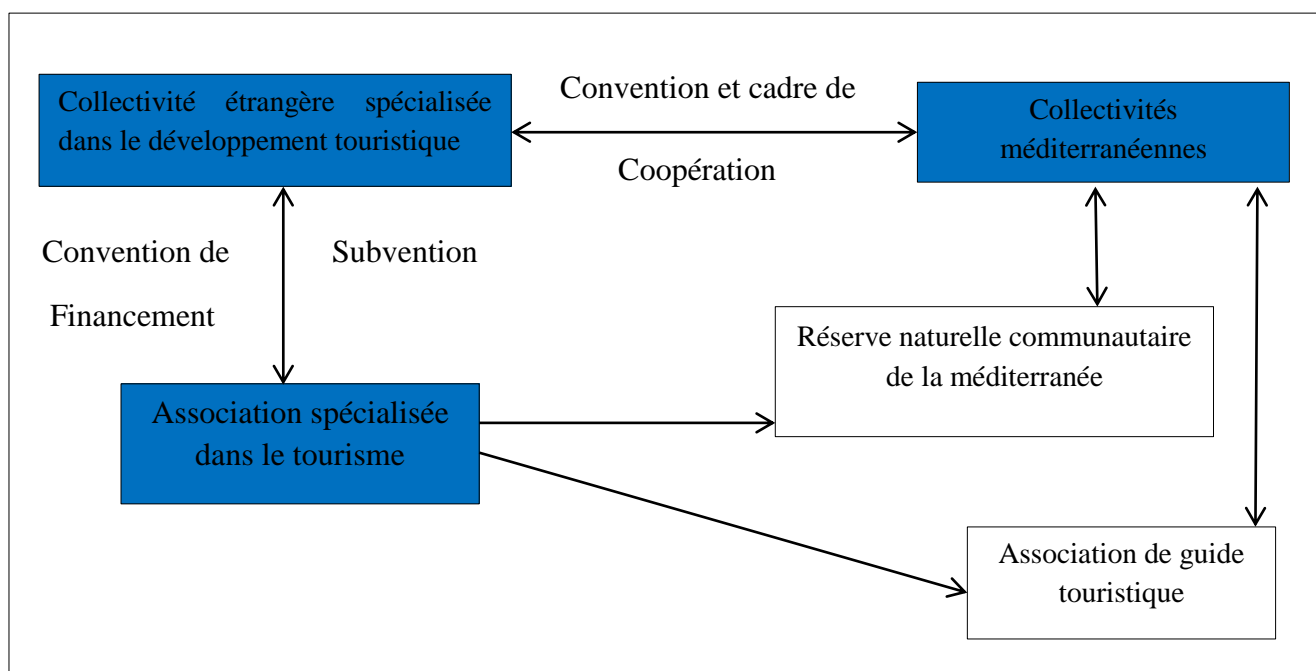 Collectivité étrangère spécialisée
dans le développement touristique
Convention et cadre de
Coopération
Collectivités
méditerranéennes
Convention de
Financement
Subvention
Réserve naturelle communautaire
de la méditerranée
Association spécialisée
dans le tourisme
Association de guide
touristique